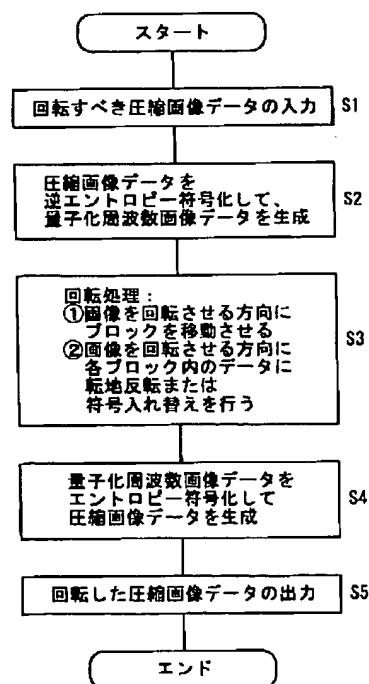 スタート
回転すべき圧縮画像データの入力 S1
圧縮画像データを
逆エントロピー符号化して、
量子化周波数画像データを生成
S2
回転処理：
①画像を回転させる方向に
ブロックを移動させる
②画像を回転させる方向に
各ブロック内のデータに
転地反転または
符号入れ替えを行う
S3
量子化周波数画像データを
エントロピー符号化して
圧縮画像データを生成
S4
回転した圧縮画像データの出力 S5
エンド